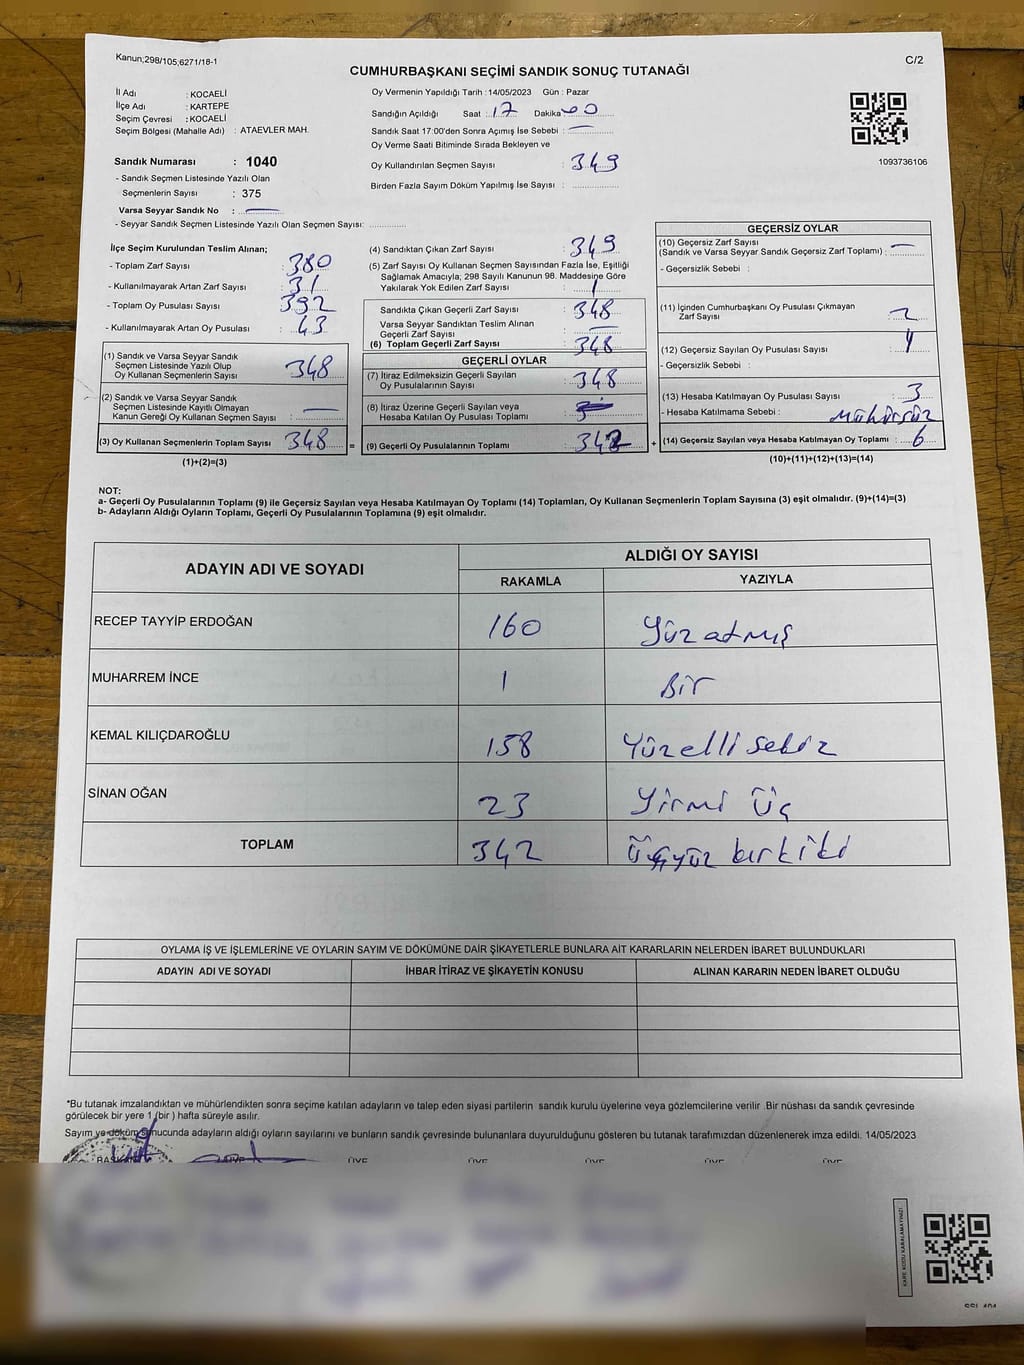 Kanun;298/105;6271/18-1
C/2
CUMHURBAŞKANI SEÇİMİ SANDIK SONUÇ TUTANAĞI
İl Adı : KOCAELİ
İlçe Adı : KARTEPE
Seçim Çevresi : KOCAELİ
Seçim Bölgesi (Mahalle Adı) : ATAEVLER MAH.
Sandık Numarası : 1040
- Sandık Seçmen Listesinde Yazılı Olan
Seçmenlerin Sayısı : 375
Varsa Seyyar Sandık No : —
- Seyyar Sandık Seçmen Listesinde Yazılı Olan Seçmen Sayısı:
Oy Vermenin Yapıldığı Tarih : 14/05/2023 Gün : Pazar
Sandığın Açıldığı Saat : 17 Dakika 00
Sandık Saat 17:00'den Sonra Açımış İse Sebebi : —
Oy Verme Saati Bitiminde Sırada Bekleyen ve
Oy Kullandırılan Seçmen Sayısı : 349
Birden Fazla Sayım Döküm Yapılmış İse Sayısı :
1093736106
İlçe Seçim Kurulundan Teslim Alınan;
- Toplam Zarf Sayısı : 380
- Kullanılmayarak Artan Zarf Sayısı : 31
- Toplam Oy Pusulası Sayısı : 392
- Kullanılmayarak Artan Oy Pusulası : 43
(1) Sandık ve Varsa Seyyar Sandık
Seçmen Listesinde Yazılı Olup
Oy Kullanan Seçmenlerin Sayısı : 348
(2) Sandık ve Varsa Seyyar Sandık
Seçmen Listesinde Kayıtlı Olmayan
Kanun Gereği Oy Kullanan Seçmen Sayısı : —
(3) Oy Kullanan Seçmenlerin Toplam Sayısı : 348 =
(1)+(2)=(3)
(4) Sandıktan Çıkan Zarf Sayısı : 349
(5) Zarf Sayısı Oy Kullanan Seçmen Sayısından Fazla İse, Eşitliği
Sağlamak Amacıyla; 298 Sayılı Kanunun 98. Maddesine Göre
Yakılarak Yok Edilen Zarf Sayısı : 1
Sandıkta Çıkan Geçerli Zarf Sayısı : 348
Varsa Seyyar Sandıktan Teslim Alınan
Geçerli Zarf Sayısı : —
(6) Toplam Geçerli Zarf Sayısı : 348
GEÇERLİ OYLAR
(7) İtiraz Edilmeksizin Geçerli Sayılan
Oy Pusulalarının Sayısı : 348
(8) İtiraz Üzerine Geçerli Sayılan veya
Hesaba Katılan Oy Pusulası Toplamı :
(9) Geçerli Oy Pusulalarının Toplamı : 342 +
GEÇERSİZ OYLAR
(10) Geçersiz Zarf Sayısı
(Sandık ve Varsa Seyyar Sandık Geçersiz Zarf Toplamı) : —
- Geçersizlik Sebebi :
(11) İçinden Cumhurbaşkanı Oy Pusulası Çıkmayan
Zarf Sayısı : 2
(12) Geçersiz Sayılan Oy Pusulası Sayısı :
- Geçersizlik Sebebi :
(13) Hesaba Katılmayan Oy Pusulası Sayısı : 3
- Hesaba Katılmama Sebebi : Mühürsüz
(14) Geçersiz Sayılan veya Hesaba Katılmayan Oy Toplamı : 6
(10)+(11)+(12)+(13)=(14)
NOT:
a- Geçerli Oy Pusulalarının Toplamı (9) ile Geçersiz Sayılan veya Hesaba Katılmayan Oy Toplamı (14) Toplamları, Oy Kullanan Seçmenlerin Toplam Sayısına (3) eşit olmalıdır. (9)+(14)=(3)
b- Adayların Aldığı Oyların Toplamı, Geçerli Oy Pusulalarının Toplamına (9) eşit olmalıdır.
ADAYIN ADI VE SOYADI
ALDIĞI OY SAYISI
RAKAMLA YAZIYLA
RECEP TAYYİP ERDOĞAN 160 Yüz atmış
MUHARREM İNCE 1 Bir
KEMAL KILIÇDAROĞLU 158 Yüzelli sekiz
SİNAN OĞAN 23 Yirmi Üç
TOPLAM 342 Üçyüz kırkiki
OYLAMA İŞ VE İŞLEMLERİNE VE OYLARIN SAYIM VE DÖKÜMÜNE DAİR ŞİKAYETLERLE BUNLARA AİT KARARLARIN NELERDEN İBARET BULUNDUKLARI
ADAYIN ADI VE SOYADI İHBAR İTİRAZ VE ŞİKAYETİN KONUSU ALINAN KARARIN NEDEN İBARET OLDUĞU
*Bu tutanak imzalandıktan ve mühürlendikten sonra seçime katılan adayların ve talep eden siyasi partilerin sandık kurulu üyelerine veya gözlemcilerine verilir .Bir nüshası da sandık çevresinde
görülecek bir yere 1 (bir ) hafta süreyle asılır.
Sayım ve döküm sonucunda adayların aldığı oyların sayılarını ve bunların sandık çevresinde bulunanlara duyurulduğunu gösteren bu tutanak tarafımızdan düzenlenerek imza edildi. 14/05/2023
BAŞKAN ÜYE ÜYE ÜYE ÜYE ÜYE ÜYE
KARE KODU KARALAMAYINIZ!